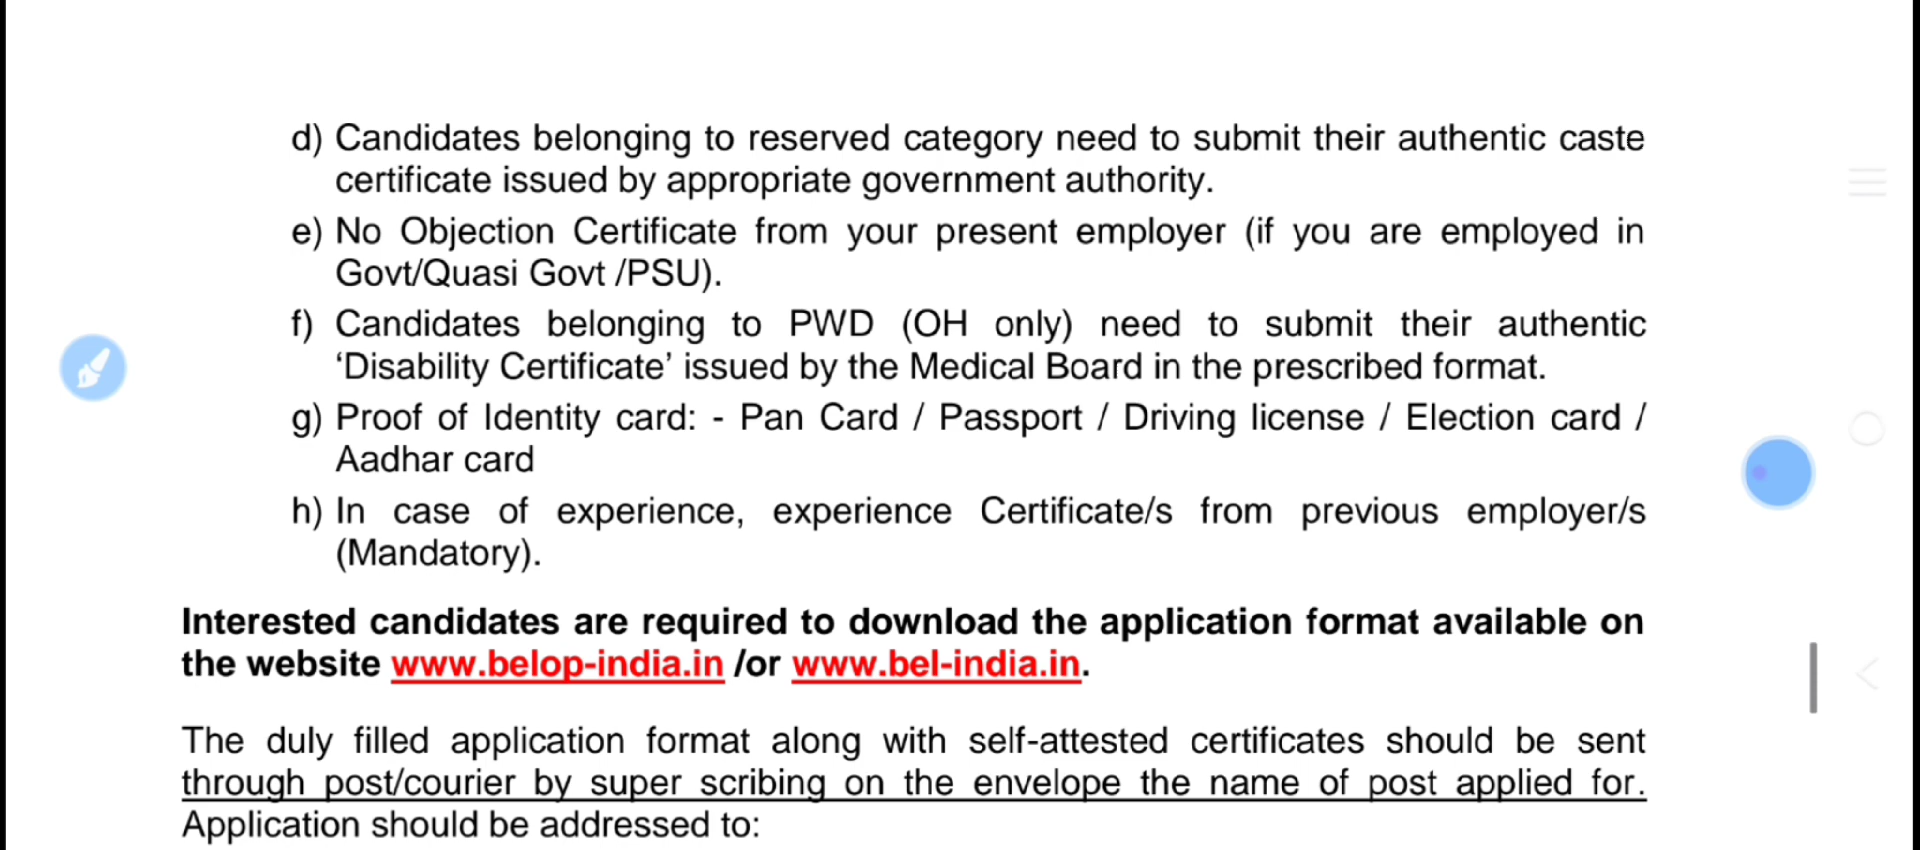 d) Candidates belonging to reserved category need to submit their authentic caste
certificate issued by appropriate government authority.
e) No Objection Certificate from your present employer (if you are employed in
Govt/Quasi Govt /PSU).
f) Candidates belonging to PWD (OH only) need to submit their authentic
‘Disability Certificate’ issued by the Medical Board in the prescribed format.
g) Proof of Identity card: - Pan Card / Passport / Driving license / Election card /
Aadhar card
h) In case of experience, experience Certificate/s from previous employer/s
(Mandatory).
Interested candidates are required to download the application format available on
the website www.belop-india.in /or www.bel-india.in.
The duly filled application format along with self-attested certificates should be sent
through post/courier by super scribing on the envelope the name of post applied for.
Application should be addressed to: